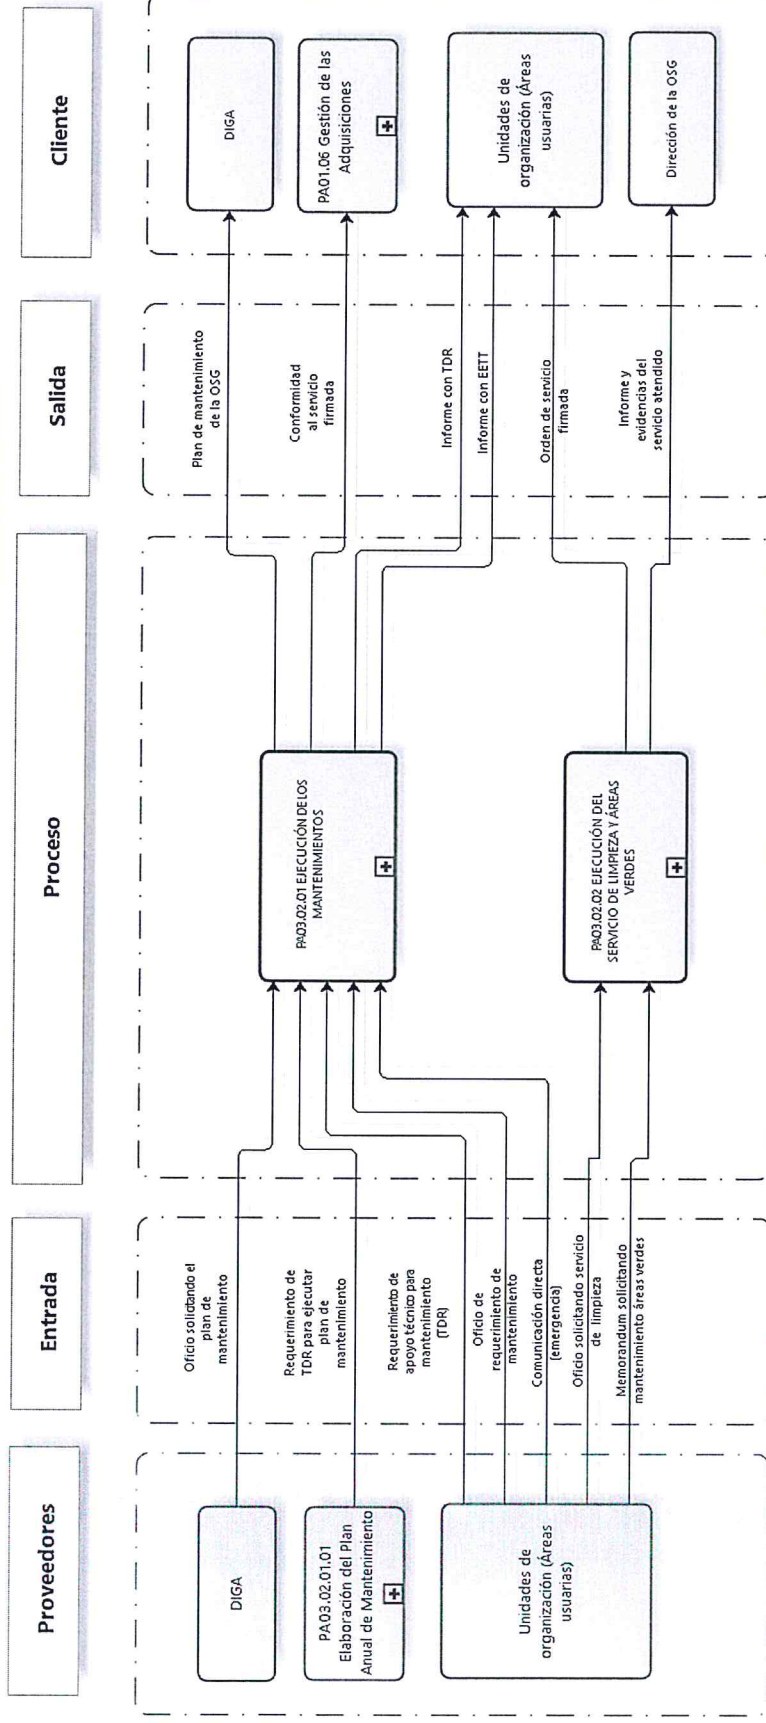 Proveedores
Entrada
Proceso
Salida
Cliente
DIGA
PA03.02.01.01
Elaboración del Plan
Anual de Mantenimiento
Unidades de
organización (Áreas
usuarias)
Oficio solicitando el
plan de
mantenimiento
Requerimiento de
TDR para ejecutar
plan de
mantenimiento
Requerimiento de
apoyo técnico para
mantenimiento
(TDR)
Oficio de
requerimiento de
mantenimiento
Comunicación directa
(emergencia)
Oficio solicitando servicio
de limpieza
Memorandum solicitando
mantenimiento áreas verdes
PA03.02.01 EJECUCIÓN DE LOS
MANTENIMIENTOS
PA03.02.02 EJECUCIÓN DEL
SERVICIO DE LIMPIEZA Y ÁREAS
VERDES
Plan de mantenimiento
de la OSG
Conformidad
al servicio
firmada
Informe con TDR
Informe con EETT
Orden de servicio
firmada
Informe y
evidencias del
servicio atendido
DIGA
PA01.06 Gestión de las
Adquisiciones
Unidades de
organización (Áreas
usuarias)
Dirección de la OSG